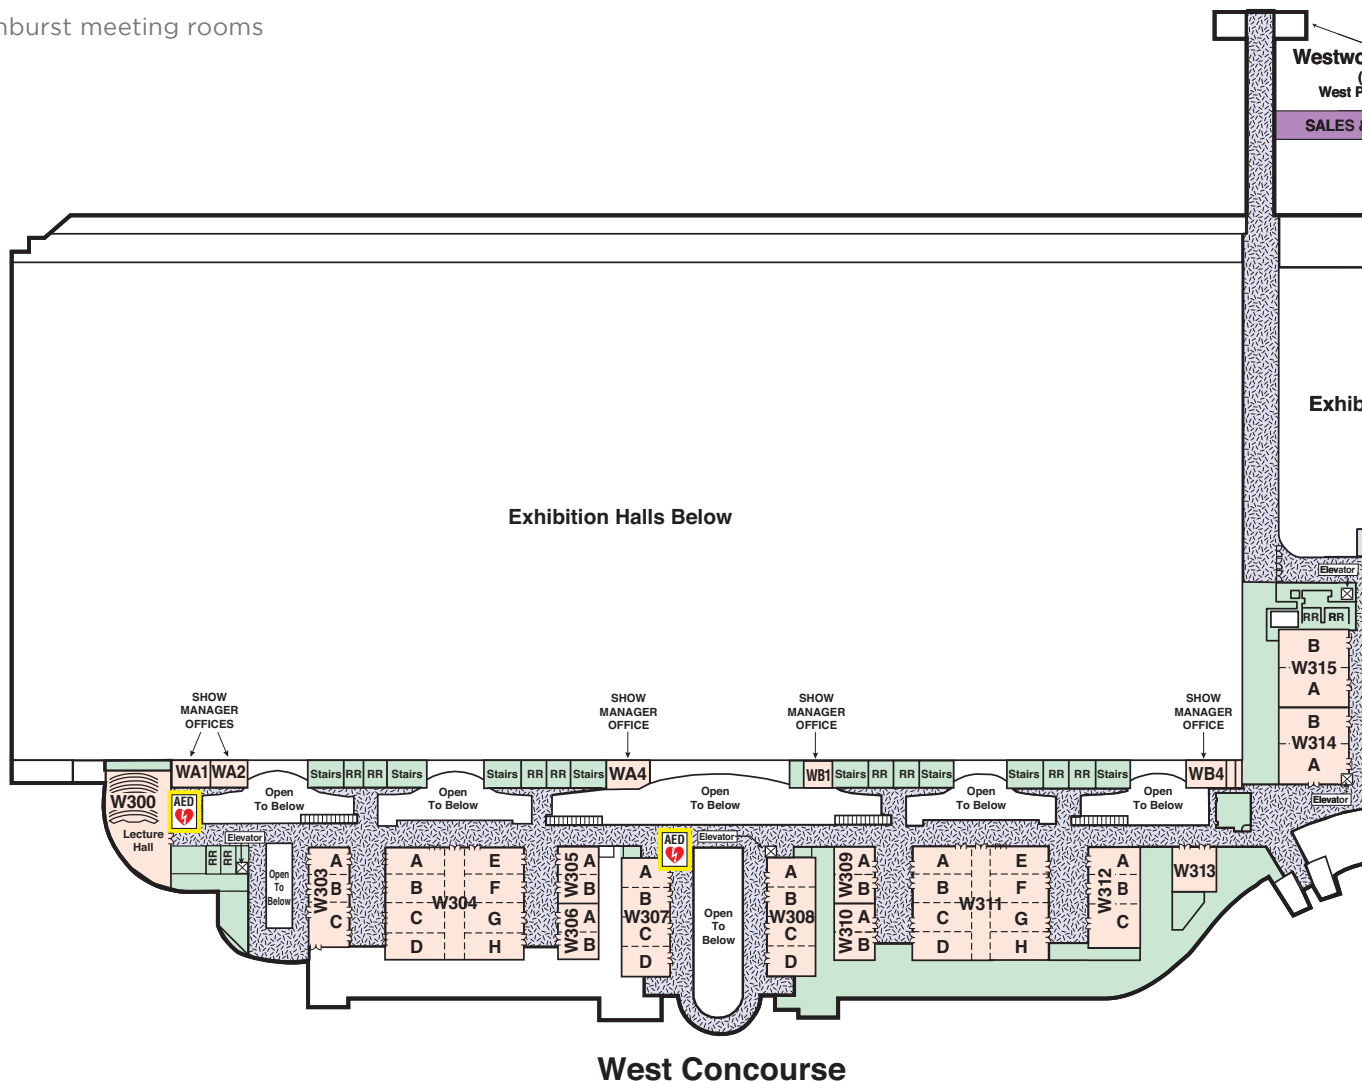 nburst meeting rooms
Westwo
(
West P
SALES &
Exhib
Exhibition Halls Below
Elevator
RR RR
B
W315
A
B
W314
A
Elevator
SHOW
MANAGER
OFFICES
SHOW
MANAGER
OFFICE
SHOW
MANAGER
OFFICE
SHOW
MANAGER
OFFICE
WA1 WA2
Stairs RR RR Stairs
Stairs RR RR Stairs
WA4
WB1
Stairs RR RR Stairs
Stairs RR RR Stairs
WB4
W300
Lecture
Hall
AED
Open
To Below
Open
To Below
Open
To Below
Open
To Below
Open
To Below
Elevator
AED
Elevator
RR RR
Open
To
Below
W303
A
B
C
W304
A
B
C
D
E
F
G
H
W305
A
B
W306
A
B
W307
A
B
C
D
Open
To
Below
W308
A
B
C
D
W309
A
B
W310
A
B
W311
A
B
C
D
E
F
G
H
W312
A
B
C
W313
West Concourse